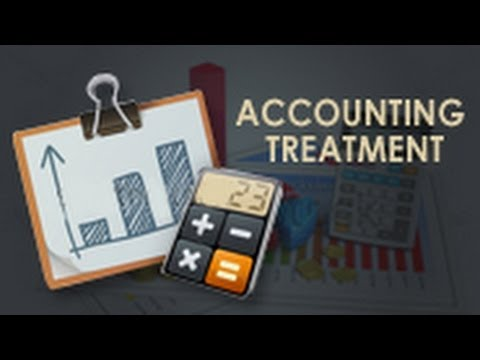 ACCOUNTING
TREATMENT
23
+ -
× =